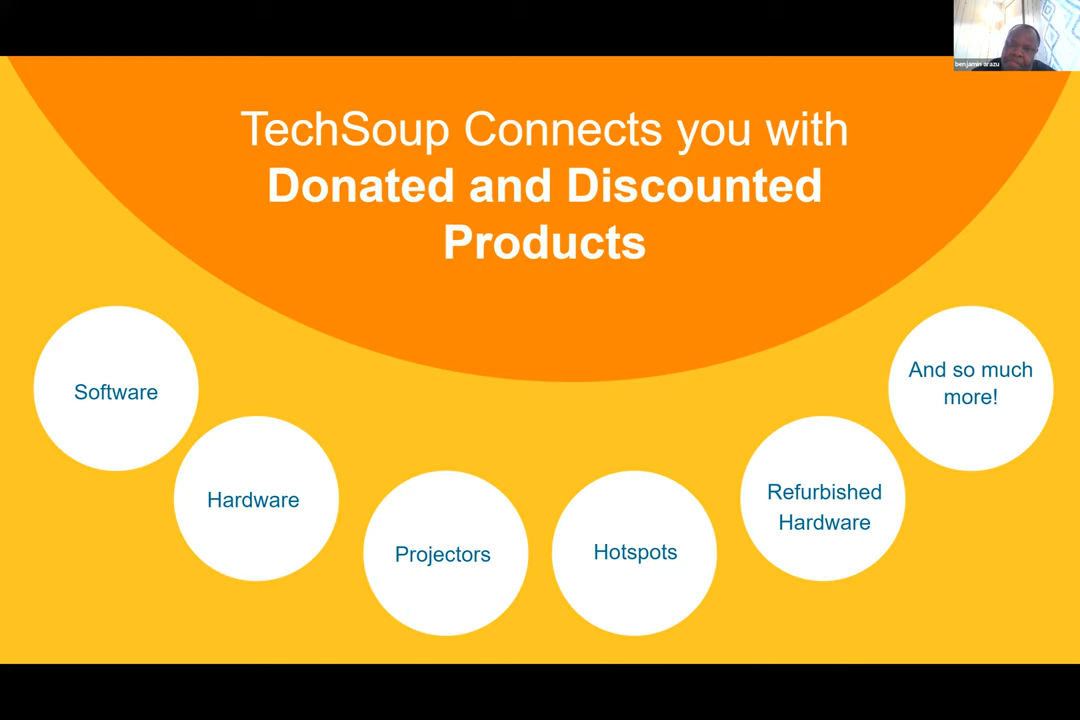 benjamin arazu
TechSoup Connects you with
Donated and Discounted
Products
Software
Hardware
Projectors
Hotspots
Refurbished
Hardware
And so much
more!